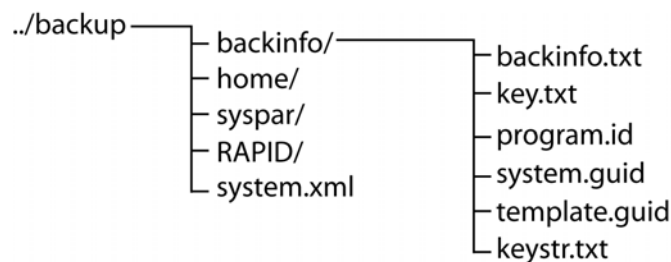 ../backup
backinfo/
home/
syspar/
RAPID/
system.xml
backinfo.txt
key.txt
program.id
system.guid
template.guid
keystr.txt